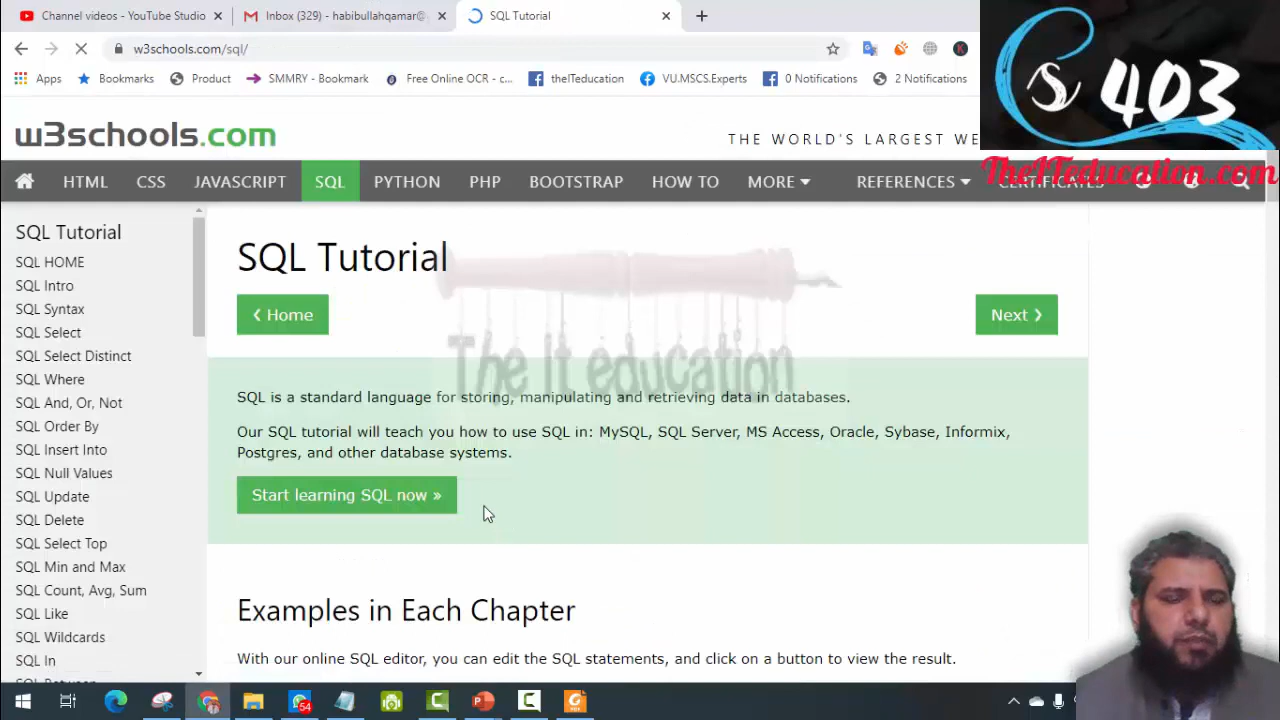 Channel videos - YouTube Studio
Inbox (329) - habibullahqamar@
SQL Tutorial
w3schools.com/sql/
Apps
Bookmarks
Product
SMMRY - Bookmark
Free Online OCR - c...
theITeducation
VU.MSCS.Experts
0 Notifications
2 Notifications
CS 403
TheITeducation.com
w3schools.com
THE WORLD'S LARGEST WE
HTML
CSS
JAVASCRIPT
SQL
PYTHON
PHP
BOOTSTRAP
HOW TO
MORE
REFERENCES
CERTIFICATES
SQL Tutorial
SQL HOME
SQL Intro
SQL Syntax
SQL Select
SQL Select Distinct
SQL Where
SQL And, Or, Not
SQL Order By
SQL Insert Into
SQL Null Values
SQL Update
SQL Delete
SQL Select Top
SQL Min and Max
SQL Count, Avg, Sum
SQL Like
SQL Wildcards
SQL In
SQL Between
SQL Tutorial
❮ Home
Next ❯
The IT education
SQL is a standard language for storing, manipulating and retrieving data in databases.
Our SQL tutorial will teach you how to use SQL in: MySQL, SQL Server, MS Access, Oracle, Sybase, Informix,
Postgres, and other database systems.
Start learning SQL now »
Examples in Each Chapter
With our online SQL editor, you can edit the SQL statements, and click on a button to view the result.
54